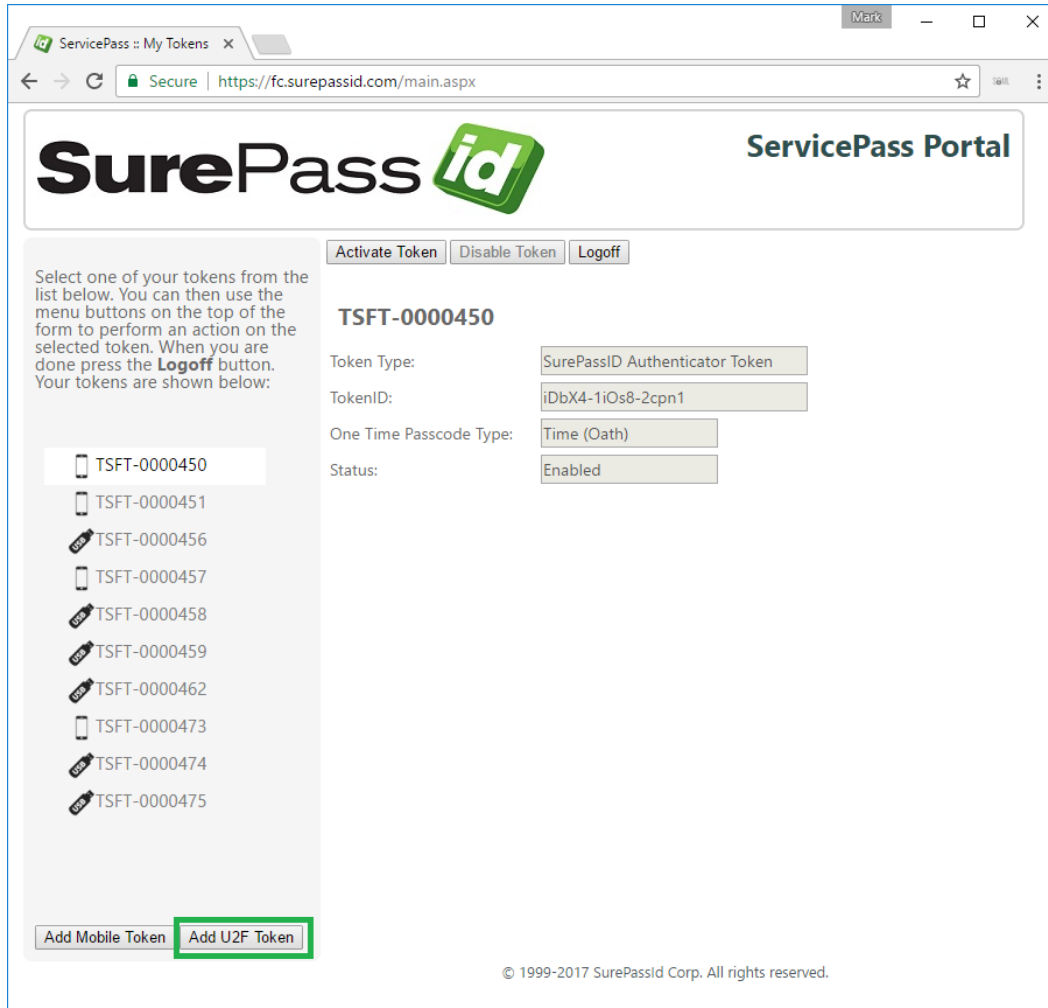 Mark
ServicePass :: My Tokens
Secure | https://fc.surepassid.com/main.aspx
SurePass id
ServicePass Portal
Activate Token Disable Token Logoff
Select one of your tokens from the
list below. You can then use the
menu buttons on the top of the
form to perform an action on the
selected token. When you are
done press the Logoff button.
Your tokens are shown below:
TSFT-0000450
TSFT-0000451
USB TSFT-0000456
TSFT-0000457
USB TSFT-0000458
USB TSFT-0000459
USB TSFT-0000462
TSFT-0000473
USB TSFT-0000474
USB TSFT-0000475
Add Mobile Token Add U2F Token
TSFT-0000450
Token Type: SurePassID Authenticator Token
TokenID: iDbX4-1iOs8-2cpn1
One Time Passcode Type: Time (Oath)
Status: Enabled
© 1999-2017 SurePassId Corp. All rights reserved.